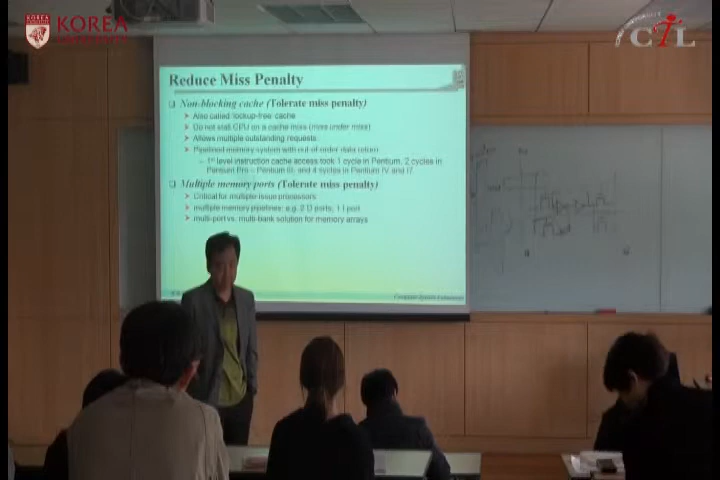 KOREA
CTL
Reduce Miss Penalty
Non-blocking cache (Tolerate miss penalty)
Also called lockup-free cache
Do not stall CPU on a cache miss (miss under miss)
Allows multiple outstanding requests
Pipelined memory system with out-of-order data return
– 1st level instruction cache access took 1 cycle in Pentium, 2 cycles in
Pentium Pro ~ Pentium III, and 4 cycles in Pentium IV and i7.
Multiple memory ports (Tolerate miss penalty)
Critical for multiple issue processors
multiple memory pipelines: e.g. 2 D ports, 1 I port
multi-port vs. multi-bank solution for memory arrays